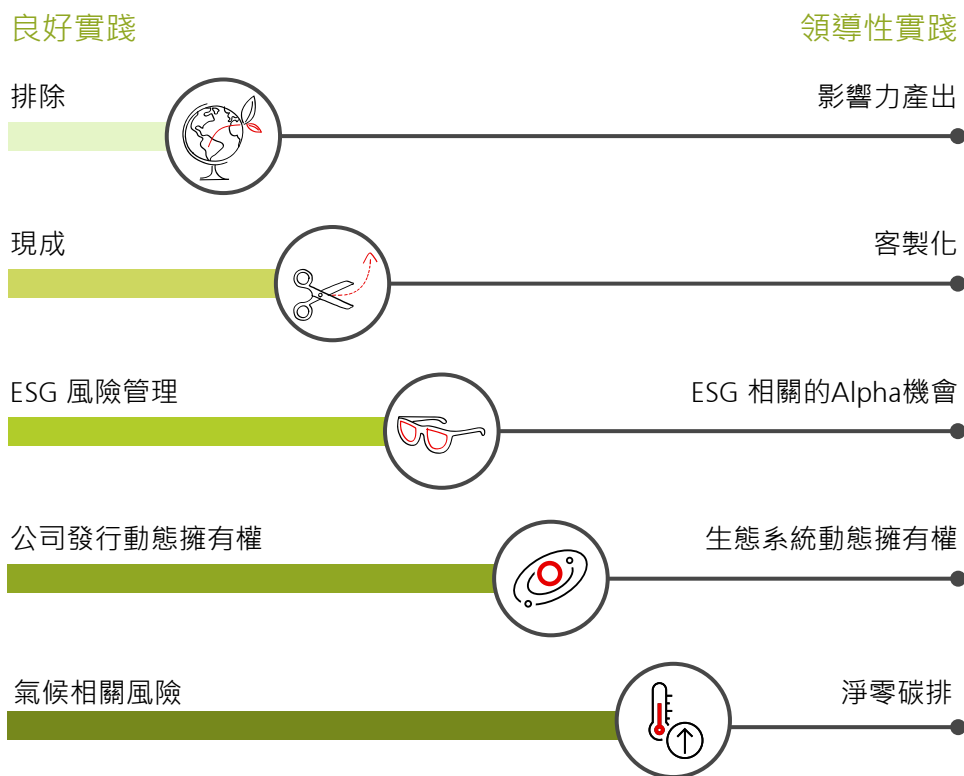 良好實踐 領導性實踐
排除 影響力產出
現成 客製化
ESG 風險管理 ESG 相關的Alpha機會
公司發行動態擁有權 生態系統動態擁有權
氣候相關風險 淨零碳排